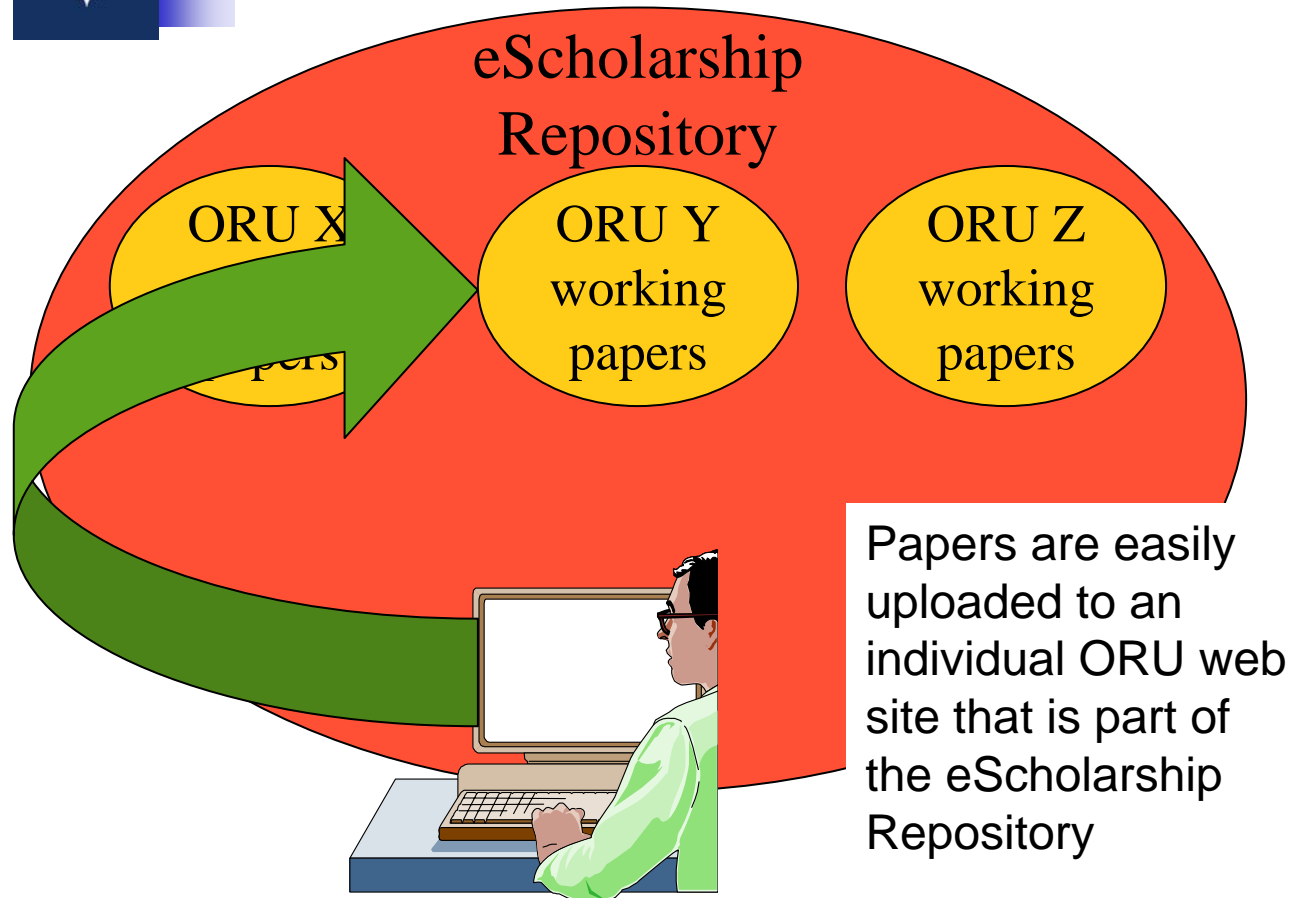 eScholarship
Repository
ORU X
ORU Y
working
papers
ORU Z
working
papers
Papers are easily
uploaded to an
individual ORU web
site that is part of
the eScholarship
Repository